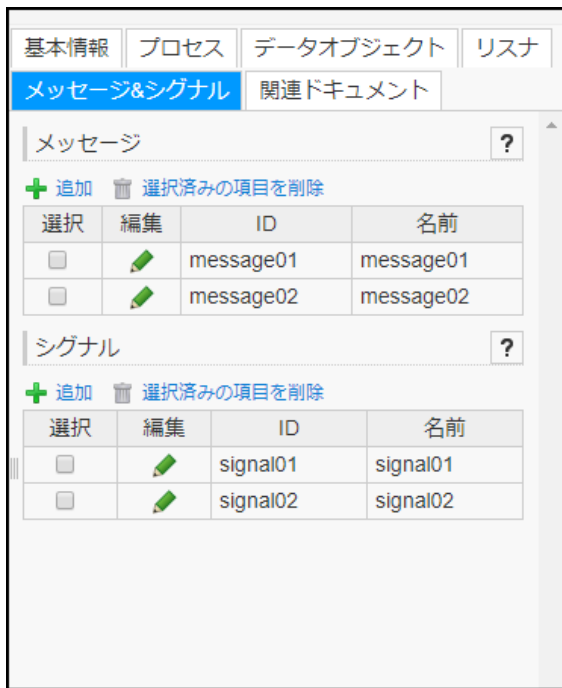 基本情報 プロセス データオブジェクト リスナ
メッセージ&シグナル 関連ドキュメント
メッセージ ?
追加 選択済みの項目を削除
選択 編集 ID 名前
message01 message01
message02 message02
シグナル ?
追加 選択済みの項目を削除
選択 編集 ID 名前
signal01 signal01
signal02 signal02